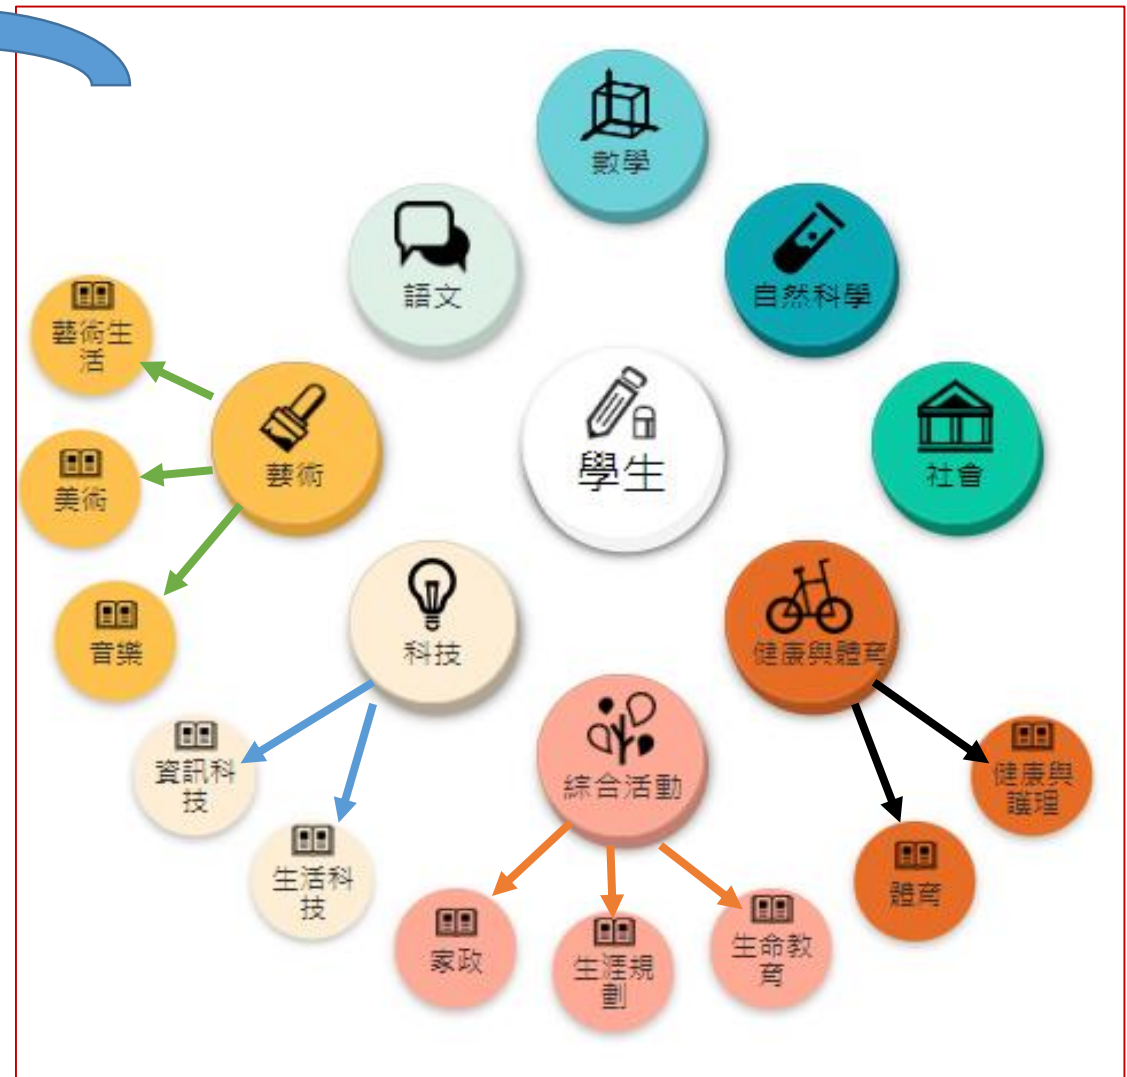 數學
語文
自然科學
藝術生
活
藝術
學生
社會
美術
音樂
科技
健康與體育
資訊科
技
綜合活動
健康與
護理
生活科
技
體育
家政
生涯規
劃
生命教
育